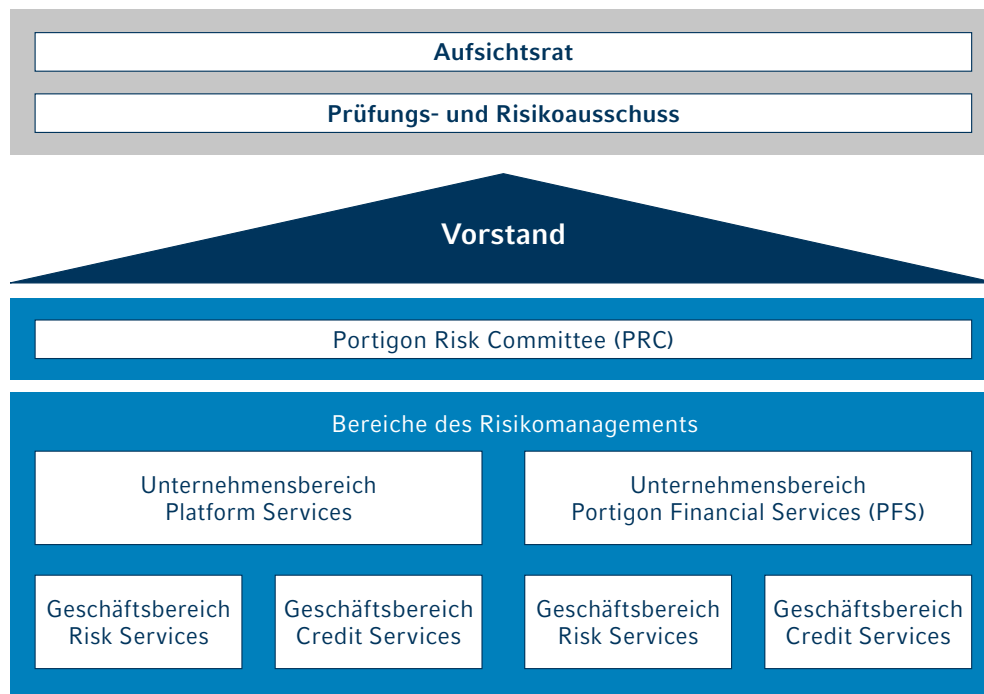 Aufsichtsrat
Prüfungs- und Risikoausschuss
Vorstand
Portigon Risk Committee (PRC)
Bereiche des Risikomanagements
Unternehmensbereich
Platform Services
Unternehmensbereich
Portigon Financial Services (PFS)
Geschäftsbereich
Risk Services
Geschäftsbereich
Credit Services
Geschäftsbereich
Risk Services
Geschäftsbereich
Credit Services